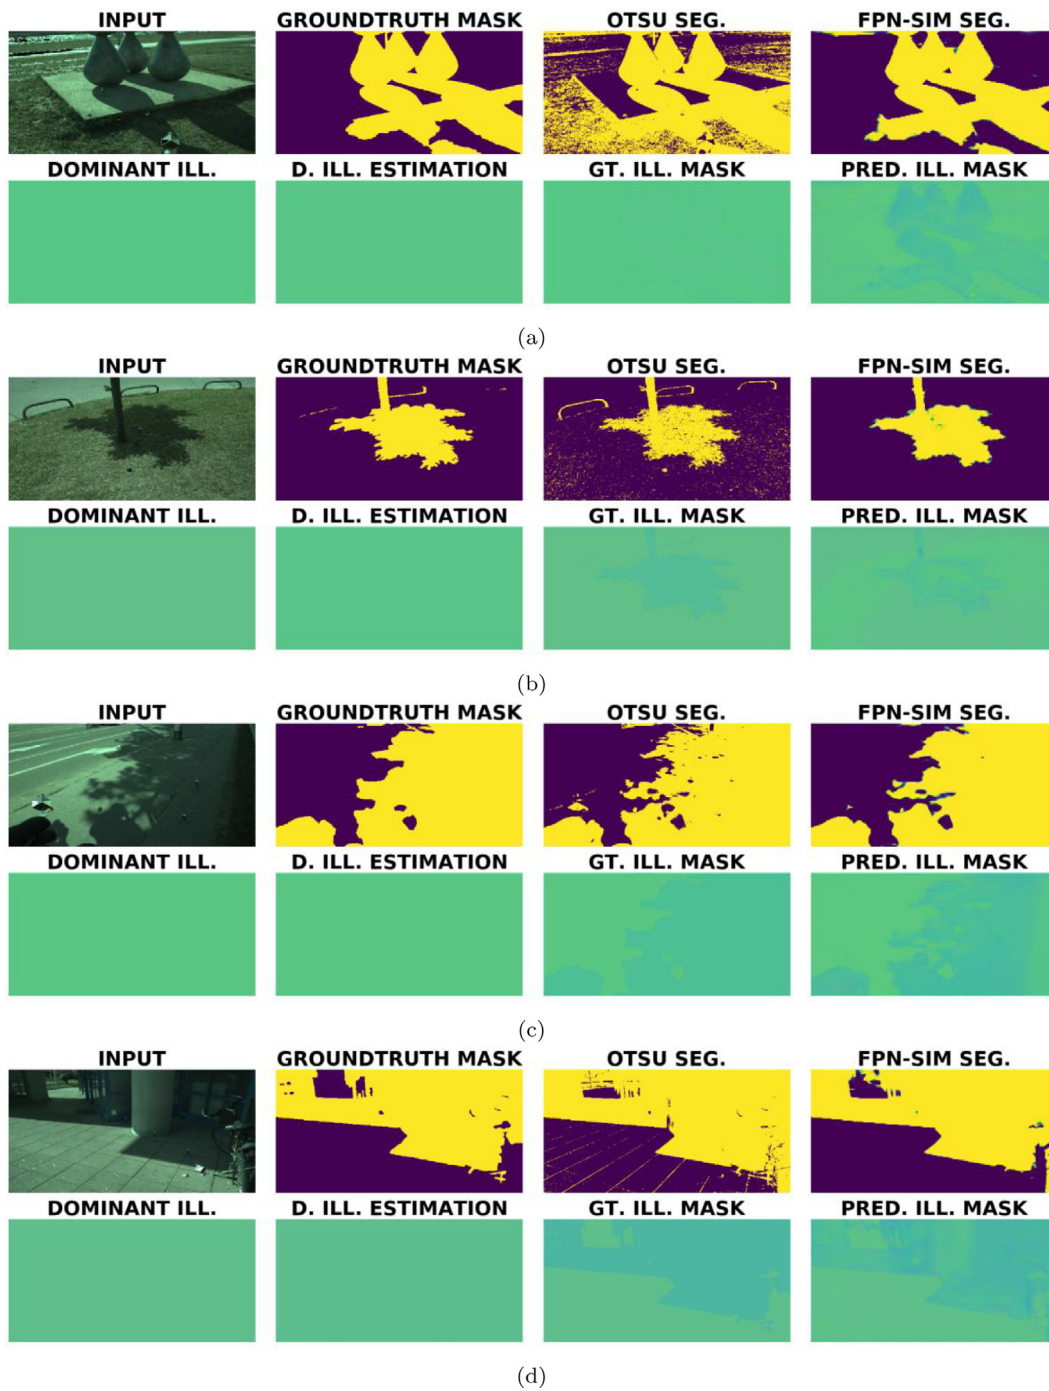 INPUT GROUNDTRUTH MASK OTSU SEG. FPN-SIM SEG.
DOMINANT ILL. D. ILL. ESTIMATION GT. ILL. MASK PRED. ILL. MASK
(a)
INPUT GROUNDTRUTH MASK OTSU SEG. FPN-SIM SEG.
DOMINANT ILL. D. ILL. ESTIMATION GT. ILL. MASK PRED. ILL. MASK
(b)
INPUT GROUNDTRUTH MASK OTSU SEG. FPN-SIM SEG.
DOMINANT ILL. D. ILL. ESTIMATION GT. ILL. MASK PRED. ILL. MASK
(c)
INPUT GROUNDTRUTH MASK OTSU SEG. FPN-SIM SEG.
DOMINANT ILL. D. ILL. ESTIMATION GT. ILL. MASK PRED. ILL. MASK
(d)